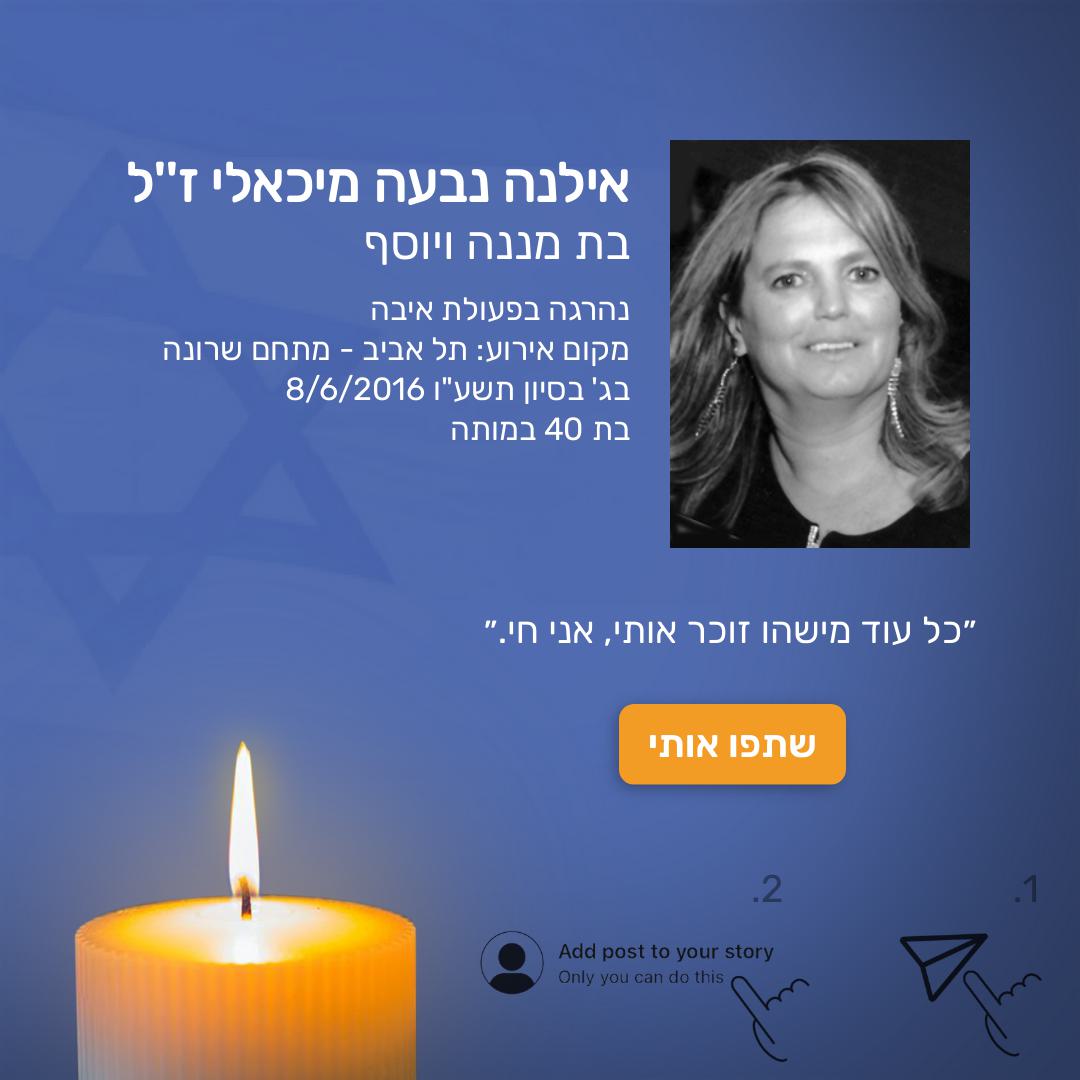 אילנה נבעה מיכאלי ז"ל
בת מננה ויוסף
נהרגה בפעולת איבה
מקום אירוע: תל אביב - מתחם שרונה
בג' בסיון תשע"ו 8/6/2016
בת 40 במותה
״כל עוד מישהו זוכר אותי, אני חי.״
שתפו אותי
1.
2.
Add post to your story
Only you can do this